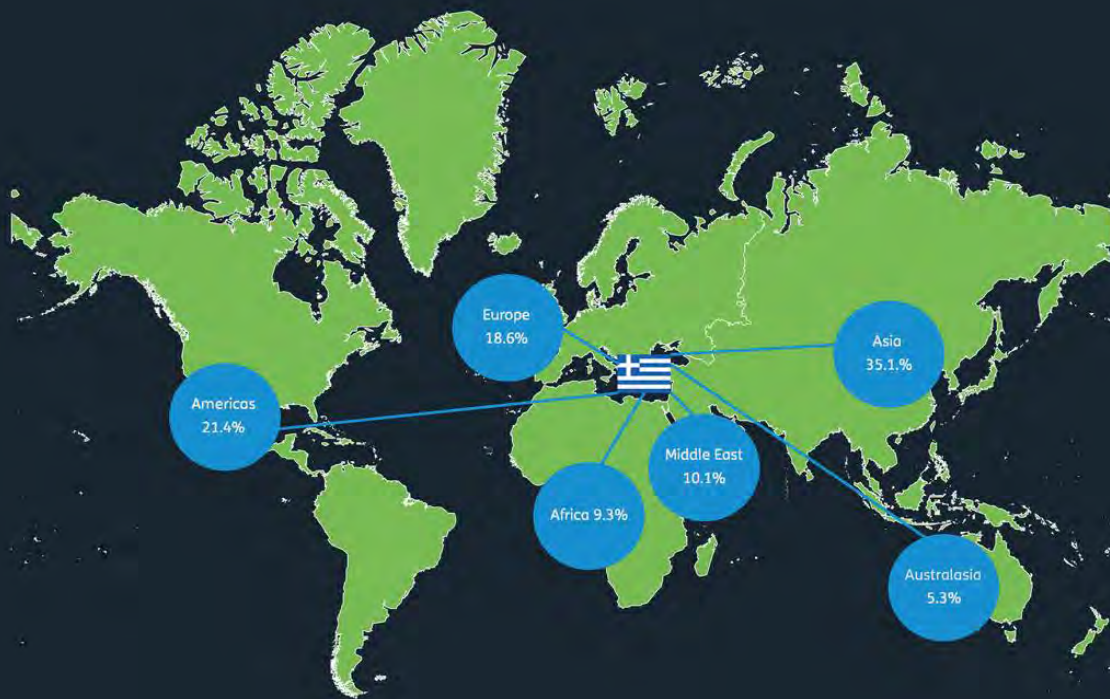 Europe
18.6%
Asia
35.1.%
Americas
21.4%
Middle East
10.1%
Africa 9.3%
Australasia
5.3%